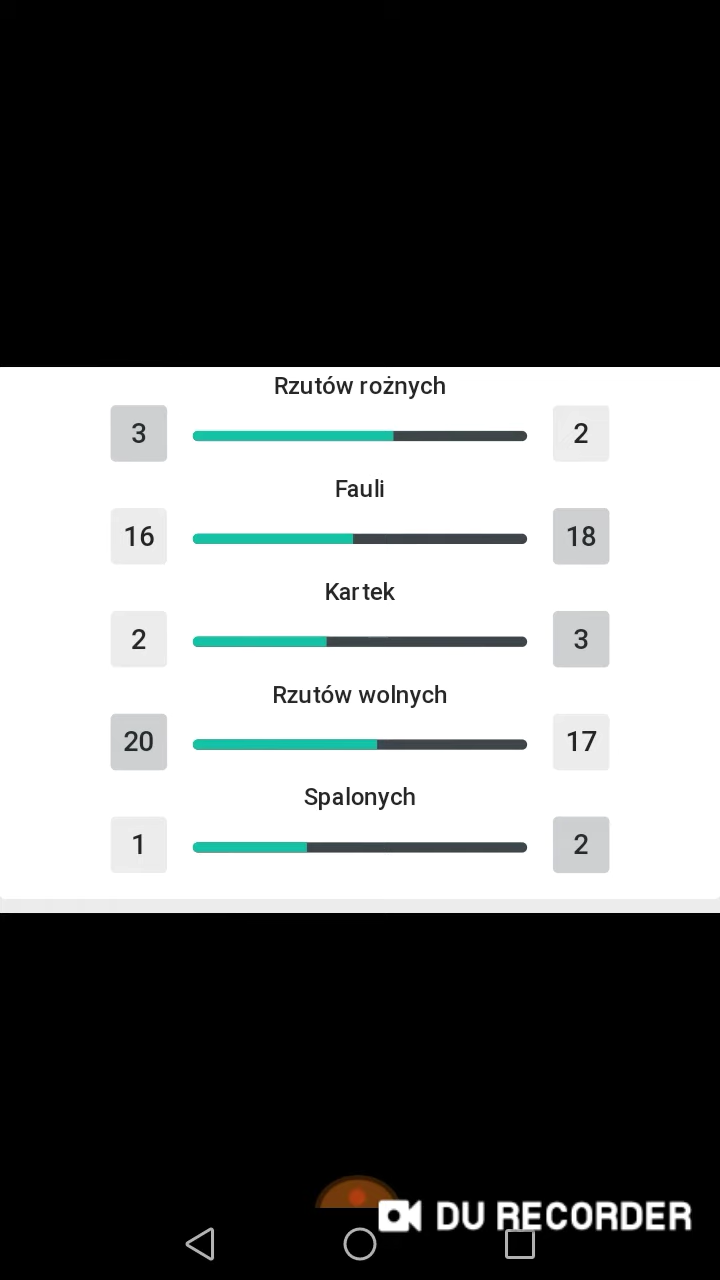 Rzutów rożnych
3 2
Fauli
16 18
Kartek
2 3
Rzutów wolnych
20 17
Spalonych
1 2
DU RECORDER